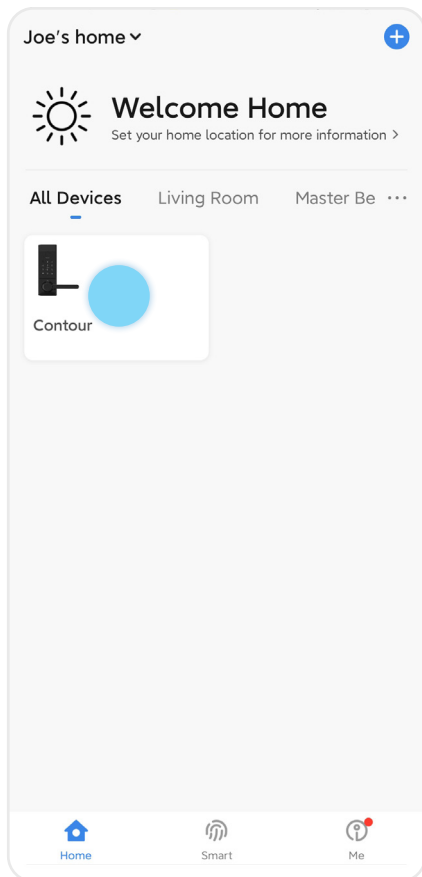 Joe's home
Welcome Home
Set your home location for more information >
All Devices Living Room Master Be ...
Contour
Home Smart Me